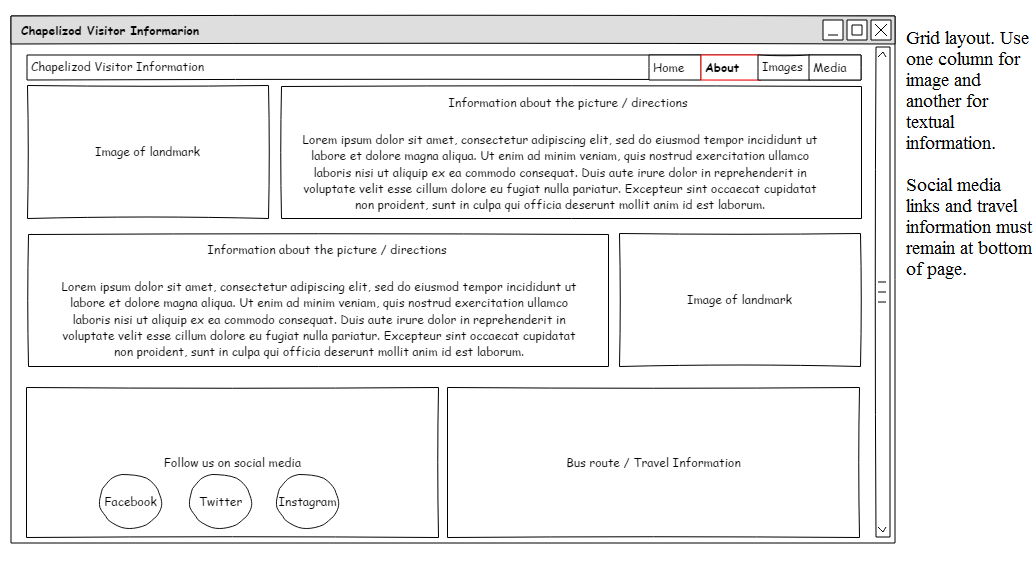 Chapelizod Visitor Informarion
Chapelizod Visitor Information
Home
About
Images
Media
Image of landmark
Information about the picture / directions
Lorem ipsum dolor sit amet, consectetur adipiscing elit, sed do eiusmod tempor incididunt ut
labore et dolore magna aliqua. Ut enim ad minim veniam, quis nostrud exercitation ullamco
laboris nisi ut aliquip ex ea commodo consequat. Duis aute irure dolor in reprehenderit in
voluptate velit esse cillum dolore eu fugiat nulla pariatur. Excepteur sint occaecat cupidatat
non proident, sunt in culpa qui officia deserunt mollit anim id est laborum.
Information about the picture / directions
Lorem ipsum dolor sit amet, consectetur adipiscing elit, sed do eiusmod tempor incididunt ut
labore et dolore magna aliqua. Ut enim ad minim veniam, quis nostrud exercitation ullamco
laboris nisi ut aliquip ex ea commodo consequat. Duis aute irure dolor in reprehenderit in
voluptate velit esse cillum dolore eu fugiat nulla pariatur. Excepteur sint occaecat cupidatat
non proident, sunt in culpa qui officia deserunt mollit anim id est laborum.
Image of landmark
Follow us on social media
Facebook
Twitter
Instagram
Bus route / Travel Information
Grid layout. Use
one column for
image and
another for
textual
information.
Social media
links and travel
information must
remain at bottom
of page.